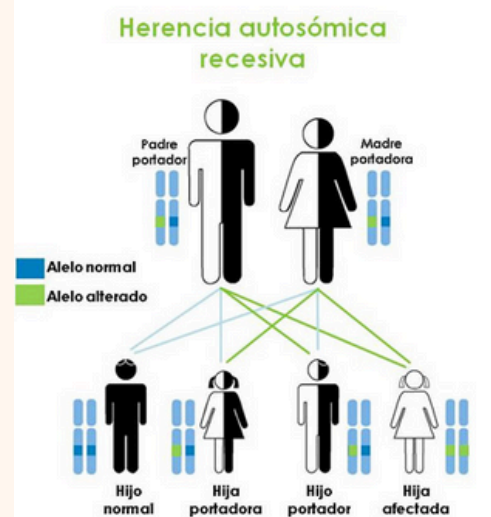 Herencia autosómica
recesiva
Padre
portador
Madre
portadora
Alelo normal
Alelo alterado
Hijo
normal
Hija
portadora
Hijo
portador
Hija
afectada